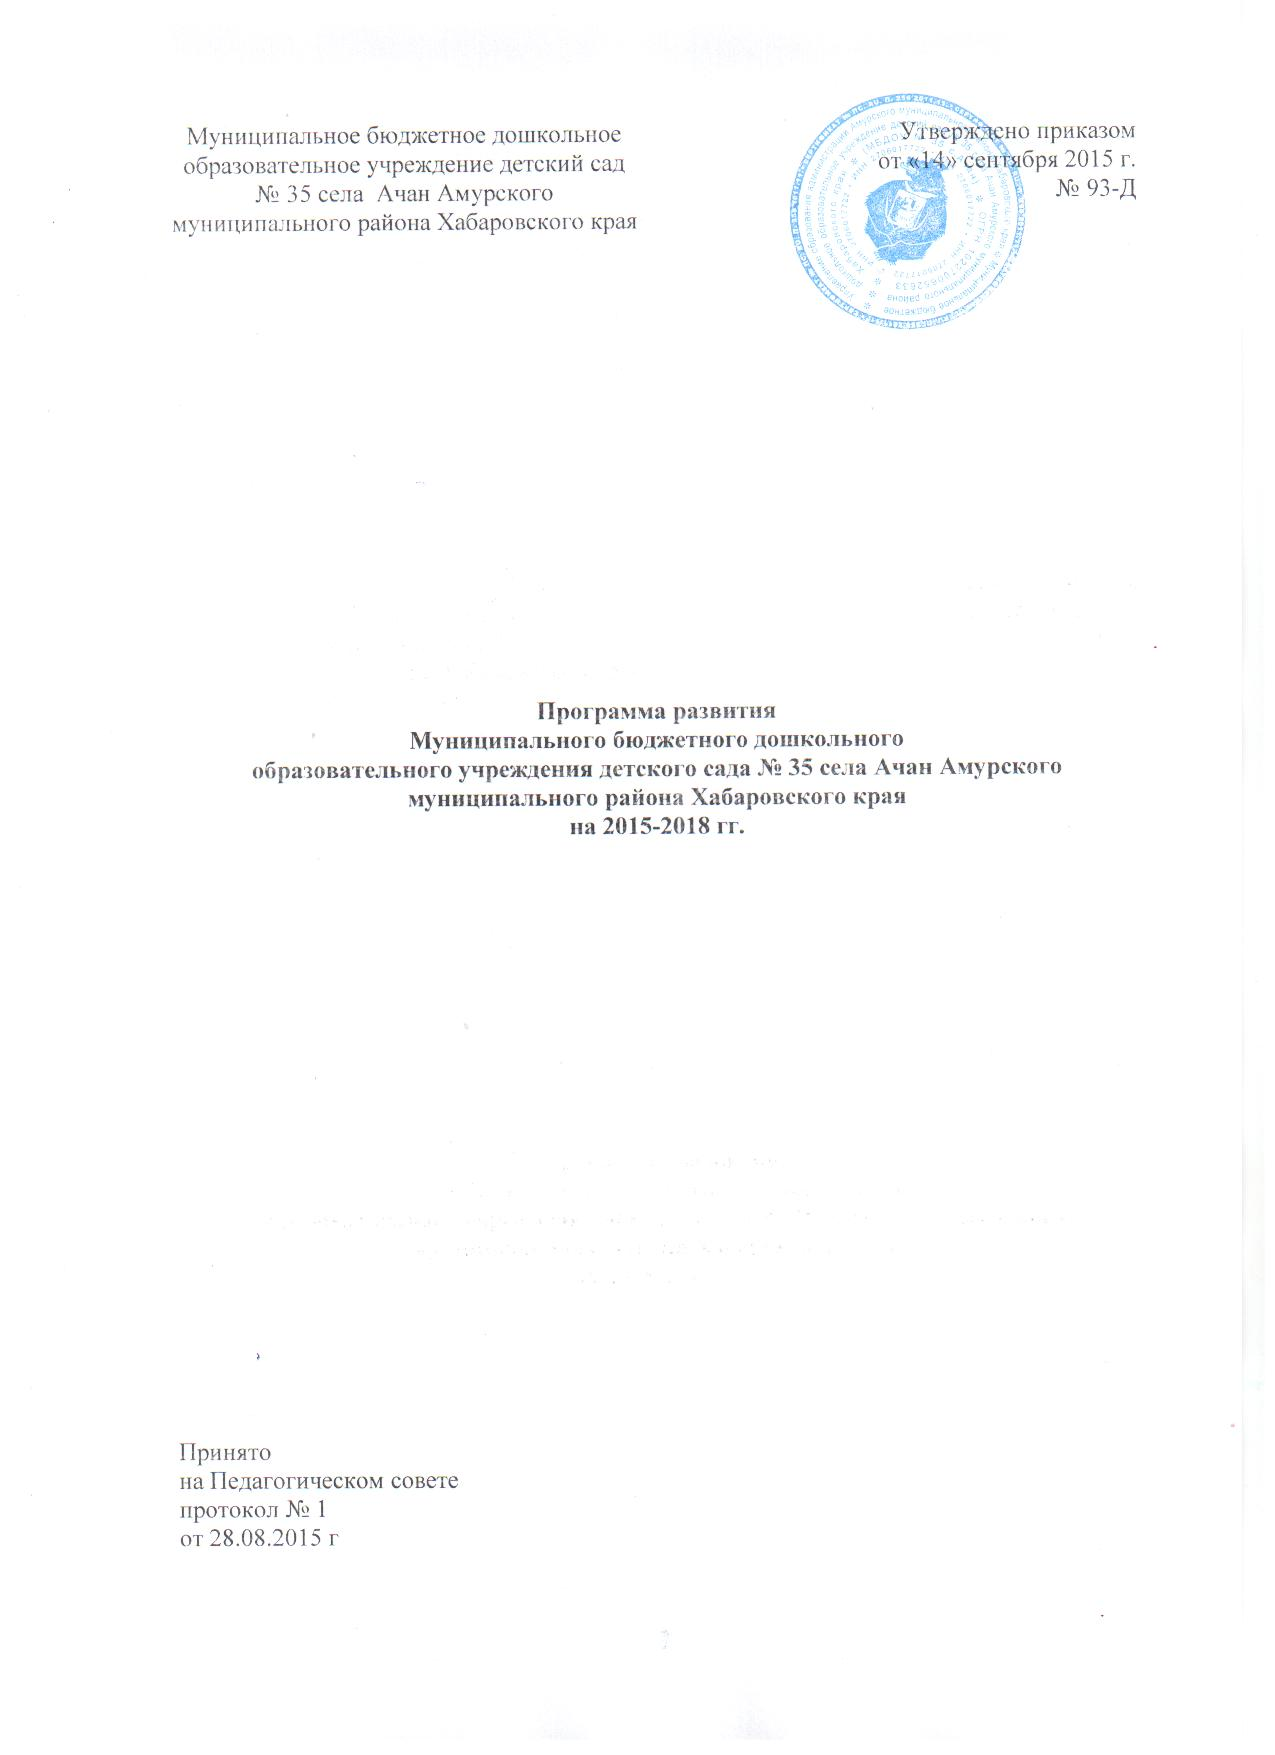 Муниципальное бюджетное дошкольное
образовательное учреждение детский сад
№ 35 села Ачан Амурского
муниципального района Хабаровского края
Утверждено приказом
от «14» сентября 2015 г.
№ 93-Д
Программа развития
Муниципального бюджетного дошкольного
образовательного учреждения детского сада № 35 села Ачан Амурского
муниципального района Хабаровского края
на 2015-2018 гг.
Принято
на Педагогическом совете
протокол № 1
от 28.08.2015 г